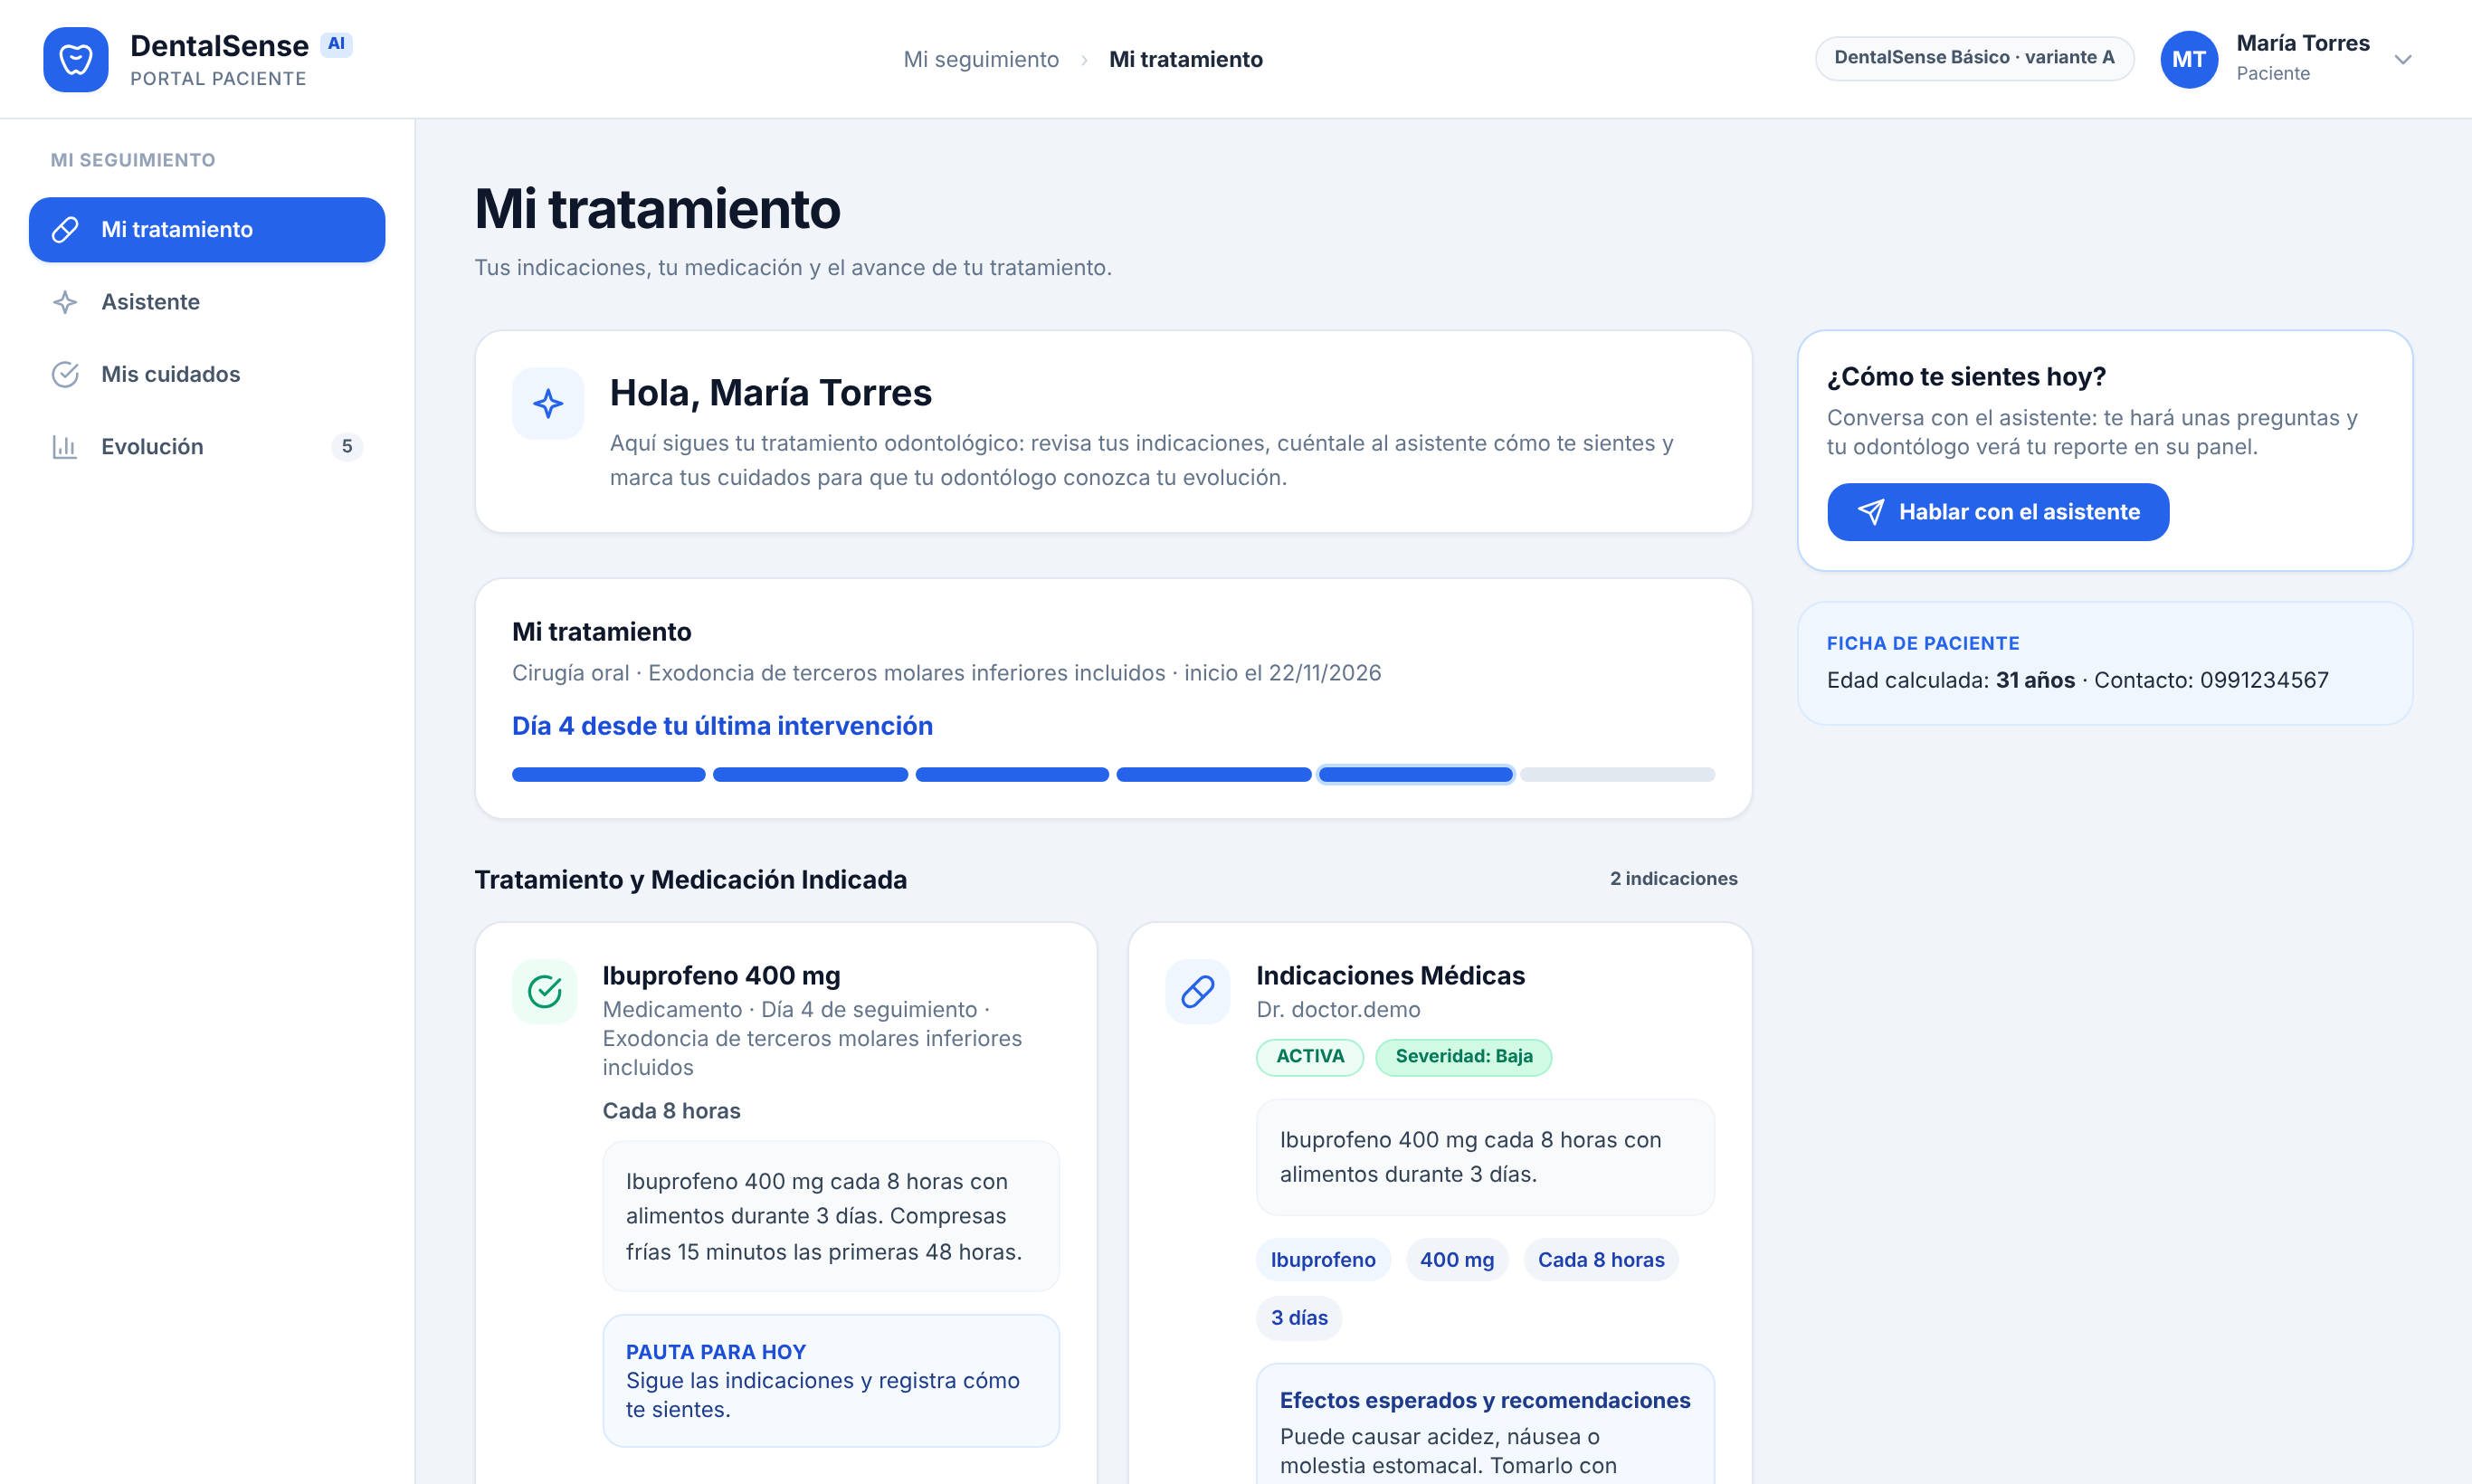 DentalSense AI
PORTAL PACIENTE
Mi seguimiento › Mi tratamiento
DentalSense Básico · variante A
MT
María Torres
Paciente
MI SEGUIMIENTO
Mi tratamiento
Asistente
Mis cuidados
Evolución 5
Mi tratamiento
Tus indicaciones, tu medicación y el avance de tu tratamiento.
Hola, María Torres
Aquí sigues tu tratamiento odontológico: revisa tus indicaciones, cuéntale al asistente cómo te sientes y
marca tus cuidados para que tu odontólogo conozca tu evolución.
¿Cómo te sientes hoy?
Conversa con el asistente: te hará unas preguntas y
tu odontólogo verá tu reporte en su panel.
Hablar con el asistente
FICHA DE PACIENTE
Edad calculada: 31 años · Contacto: 0991234567
Mi tratamiento
Cirugía oral · Exodoncia de terceros molares inferiores incluidos · inicio el 22/11/2026
Día 4 desde tu última intervención
Tratamiento y Medicación Indicada
2 indicaciones
Ibuprofeno 400 mg
Medicamento · Día 4 de seguimiento ·
Exodoncia de terceros molares inferiores
incluidos
Cada 8 horas
Ibuprofeno 400 mg cada 8 horas con
alimentos durante 3 días. Compresas
frías 15 minutos las primeras 48 horas.
PAUTA PARA HOY
Sigue las indicaciones y registra cómo
te sientes.
Indicaciones Médicas
Dr. doctor.demo
ACTIVA
Severidad: Baja
Ibuprofeno 400 mg cada 8 horas con
alimentos durante 3 días.
Ibuprofeno
400 mg
Cada 8 horas
3 días
Efectos esperados y recomendaciones
Puede causar acidez, náusea o
molestia estomacal. Tomarlo con